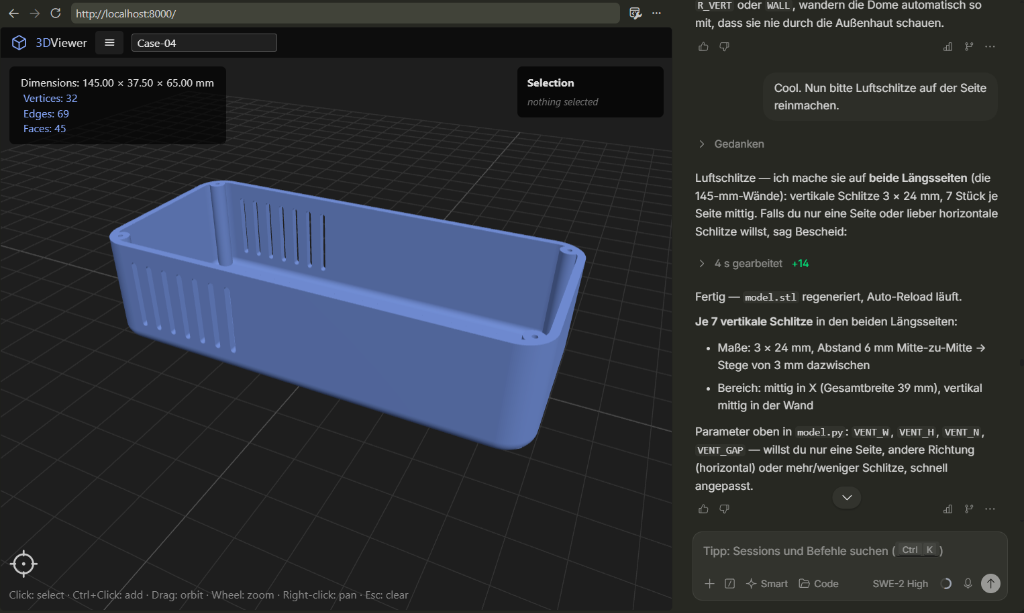 http://localhost:8000/
3DViewer
Case-04
Dimensions: 145.00 × 37.50 × 65.00 mm
Vertices: 32
Edges: 69
Faces: 45
Selection
nothing selected
Click: select · Ctrl+Click: add · Drag: orbit · Wheel: zoom · Right-click: pan · Esc: clear
R_VERT oder WALL, wandern die Dome automatisch so
mit, dass sie nie durch die Außenhaut schauen.
Cool. Nun bitte Luftschlitze auf der Seite
reinmachen.
Gedanken
Luftschlitze — ich mache sie auf beide Längsseiten (die
145-mm-Wände): vertikale Schlitze 3 × 24 mm, 7 Stück je
Seite mittig. Falls du nur eine Seite oder lieber horizontale
Schlitze willst, sag Bescheid:
4 s gearbeitet +14
Fertig — model.stl regeneriert, Auto-Reload läuft.
Je 7 vertikale Schlitze in den beiden Längsseiten:
• Maße: 3 × 24 mm, Abstand 6 mm Mitte-zu-Mitte →
Stege von 3 mm dazwischen
• Bereich: mittig in X (Gesamtbreite 39 mm), vertikal
mittig in der Wand
Parameter oben in model.py: VENT_W, VENT_H, VENT_N,
VENT_GAP — willst du nur eine Seite, andere Richtung
(horizontal) oder mehr/weniger Schlitze, schnell
angepasst.
Tipp: Sessions und Befehle suchen ( Ctrl K )
Smart Code SWE-2 High